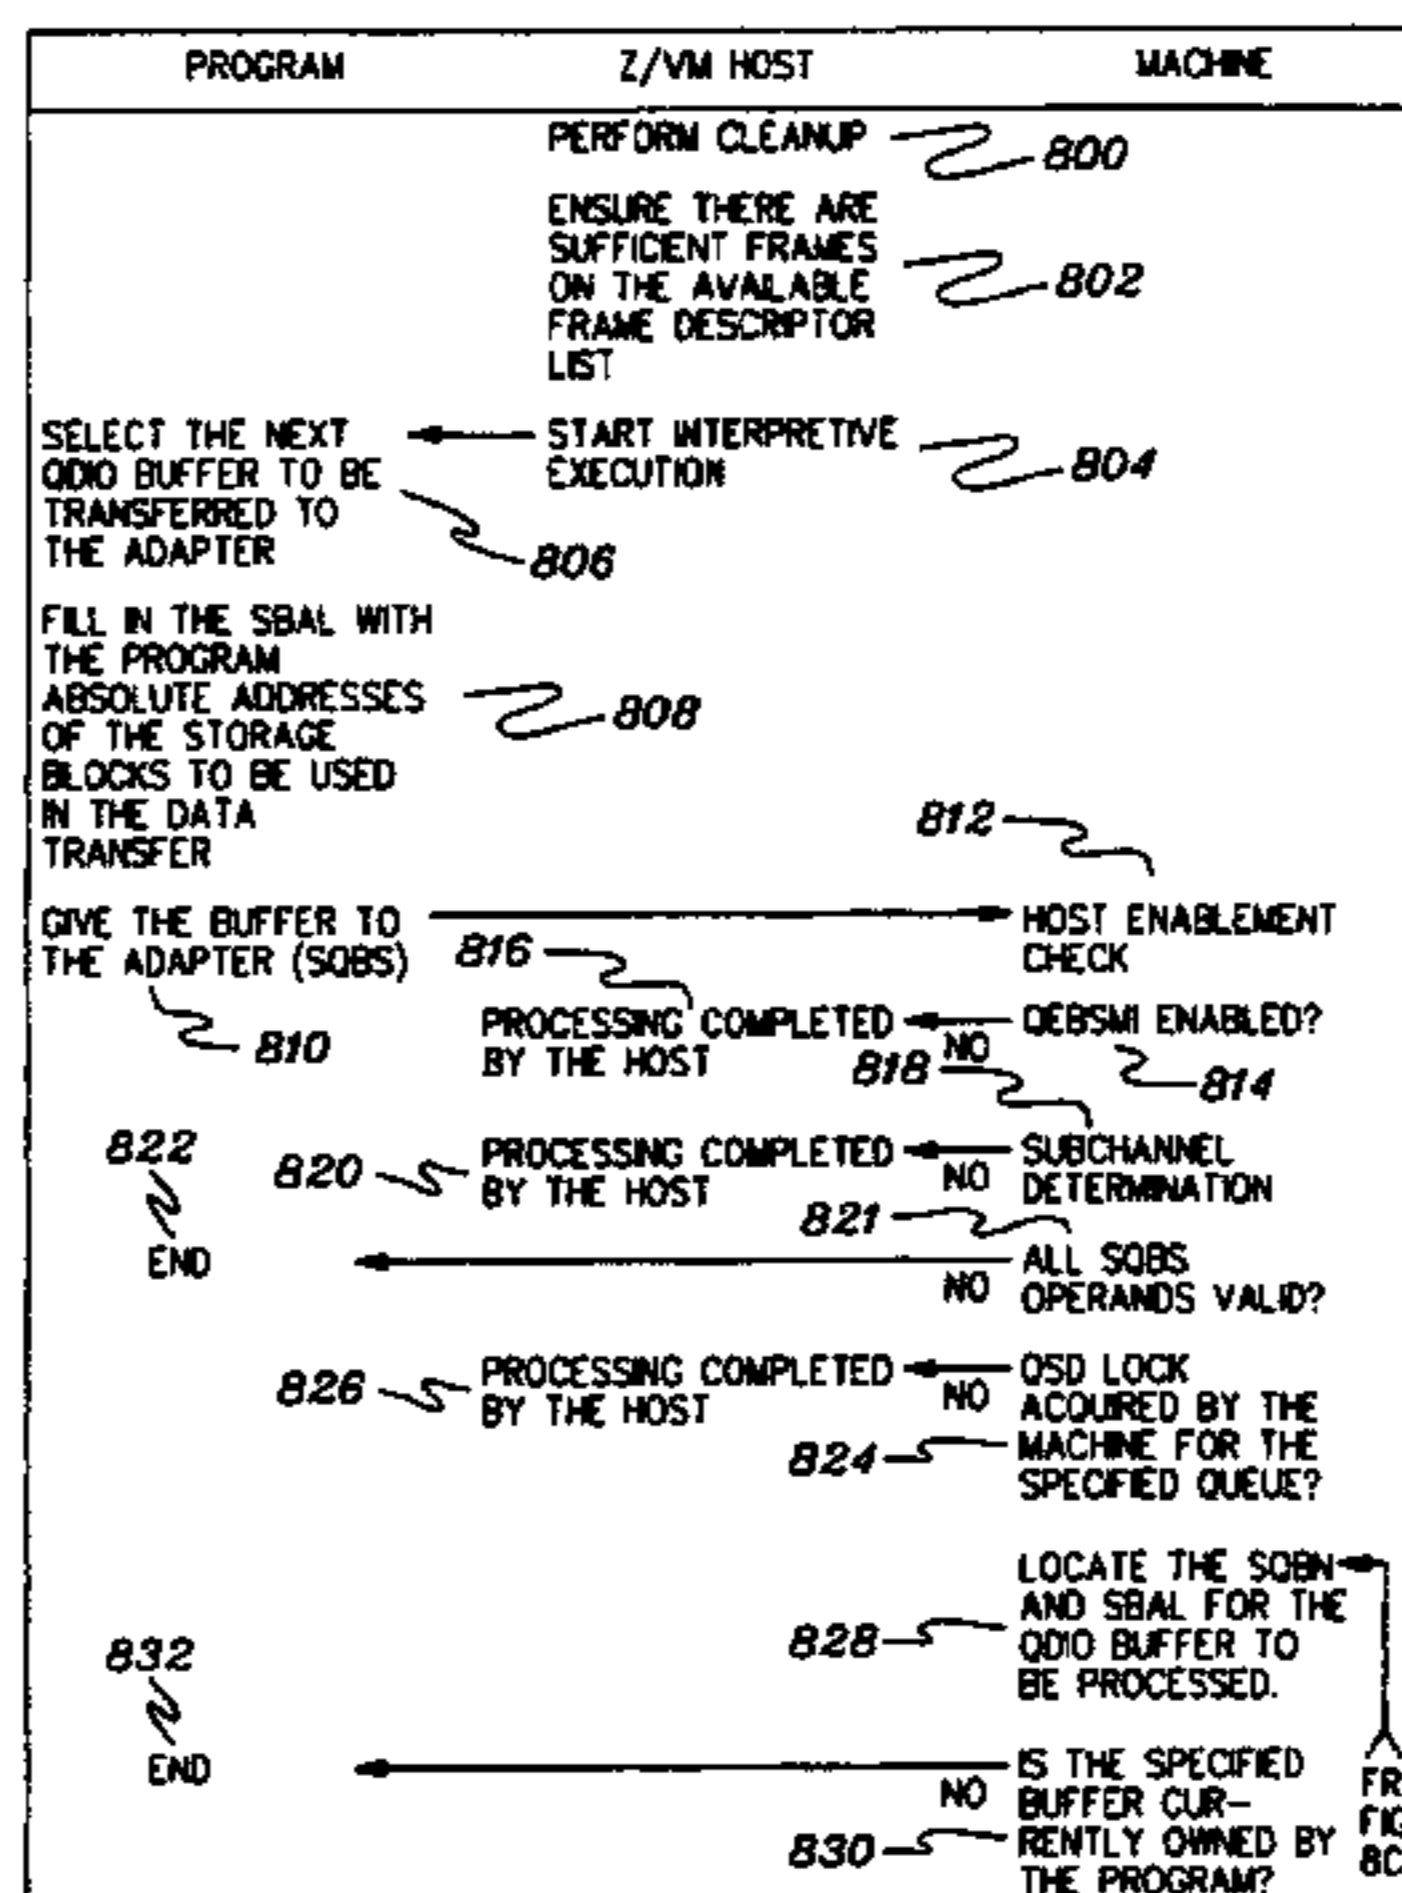 PROGRAM Z/VM HOST MACHINE
PERFORM CLEANUP 800
ENSURE THERE ARE
SUFFICIENT FRAMES
ON THE AVAILABLE 802
FRAME DESCRIPTOR
LIST
SELECT THE NEXT
QDIO BUFFER TO BE
TRANSFERRED TO
THE ADAPTER
START INTERPRETIVE
EXECUTION
804
806
FILL IN THE SBAL WITH
THE PROGRAM
ABSOLUTE ADDRESSES
OF THE STORAGE
BLOCKS TO BE USED
IN THE DATA
TRANSFER
808
812
GIVE THE BUFFER TO
THE ADAPTER (SQBS)
810
HOST ENABLEMENT
CHECK
816
PROCESSING COMPLETED
BY THE HOST
NO
QEBSMI ENABLED?
814
818
822
END
820
PROCESSING COMPLETED
BY THE HOST
NO
SUBCHANNEL
DETERMINATION
821
NO
ALL SQBS
OPERANDS VALID?
826
PROCESSING COMPLETED
BY THE HOST
NO
QSD LOCK
ACQUIRED BY THE
MACHINE FOR THE
SPECIFIED QUEUE?
824
LOCATE THE SQBN
AND SBAL FOR THE
QDIO BUFFER TO
BE PROCESSED.
828
832
END
NO
IS THE SPECIFIED
BUFFER CUR-
RENTLY OWNED BY
THE PROGRAM?
830
FR
FIG
8C